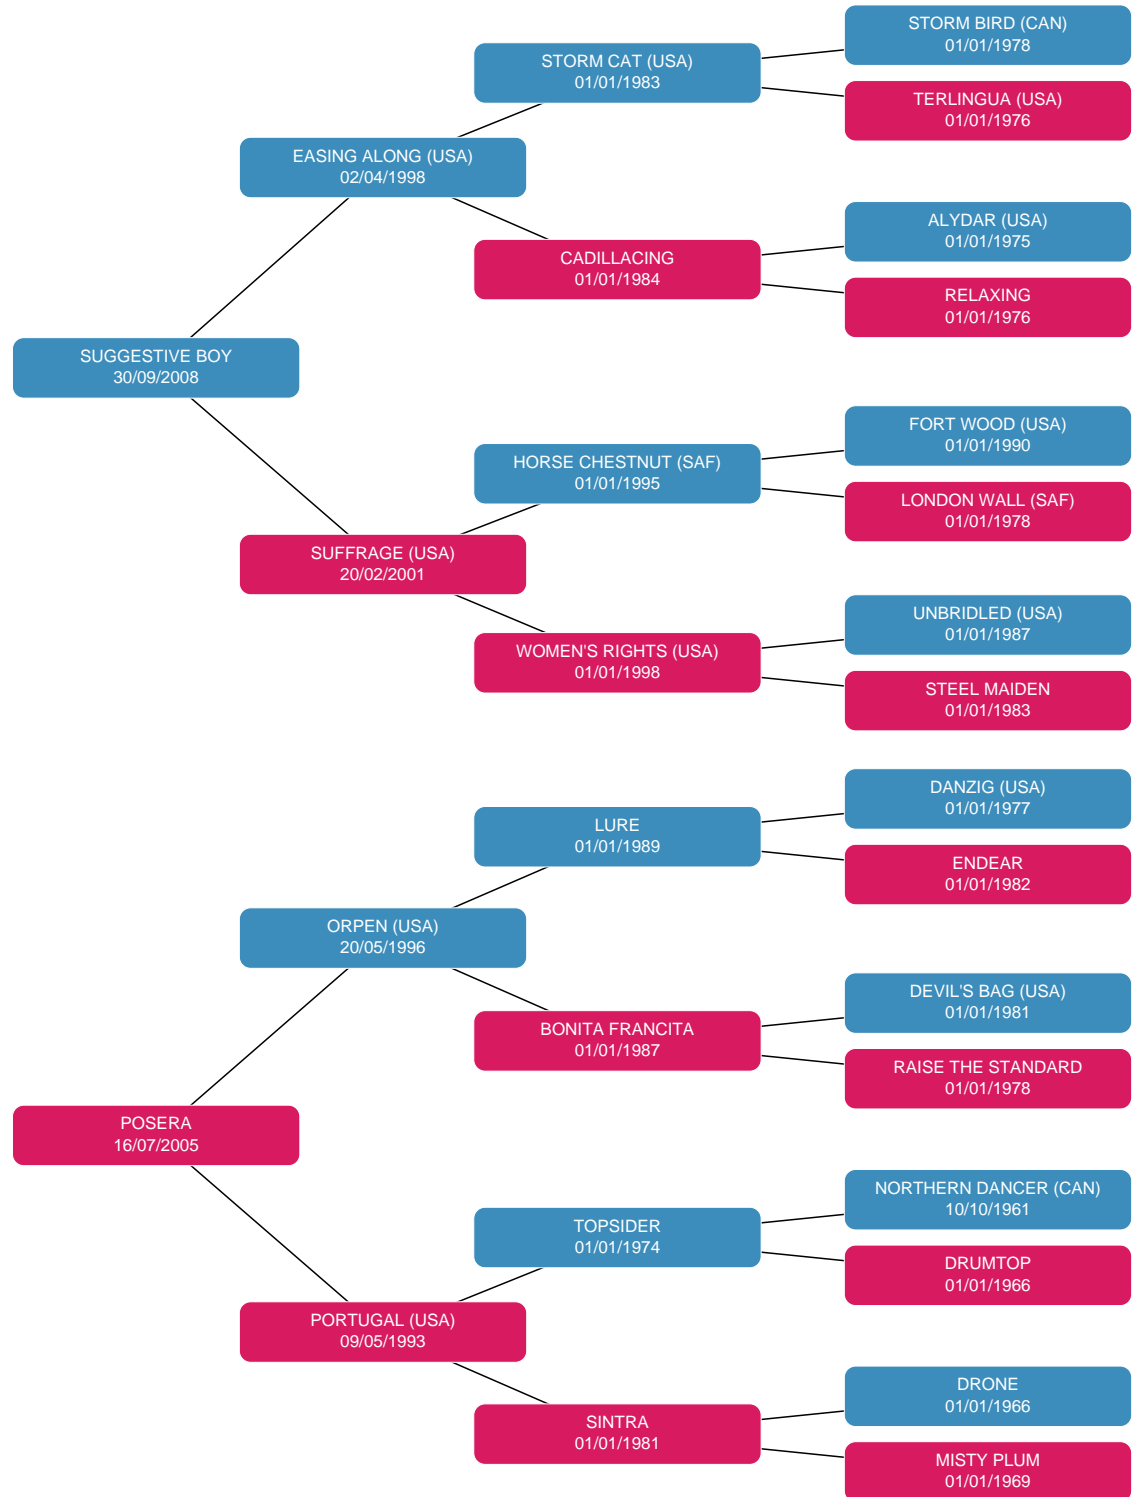 STORM BIRD (CAN)
01/01/1978
STORM CAT (USA)
01/01/1983
TERLINGUA (USA)
01/01/1976
EASING ALONG (USA)
02/04/1998
ALYDAR (USA)
01/01/1975
CADILLACING
01/01/1984
RELAXING
01/01/1976
SUGGESTIVE BOY
30/09/2008
FORT WOOD (USA)
01/01/1990
HORSE CHESTNUT (SAF)
01/01/1995
LONDON WALL (SAF)
01/01/1978
SUFFRAGE (USA)
20/02/2001
UNBRIDLED (USA)
01/01/1987
WOMEN'S RIGHTS (USA)
01/01/1998
STEEL MAIDEN
01/01/1983
DANZIG (USA)
01/01/1977
LURE
01/01/1989
ENDEAR
01/01/1982
ORPEN (USA)
20/05/1996
DEVIL'S BAG (USA)
01/01/1981
BONITA FRANCITA
01/01/1987
RAISE THE STANDARD
01/01/1978
POSERA
16/07/2005
NORTHERN DANCER (CAN)
10/10/1961
TOPSIDER
01/01/1974
DRUMTOP
01/01/1966
PORTUGAL (USA)
09/05/1993
DRONE
01/01/1966
SINTRA
01/01/1981
MISTY PLUM
01/01/1969